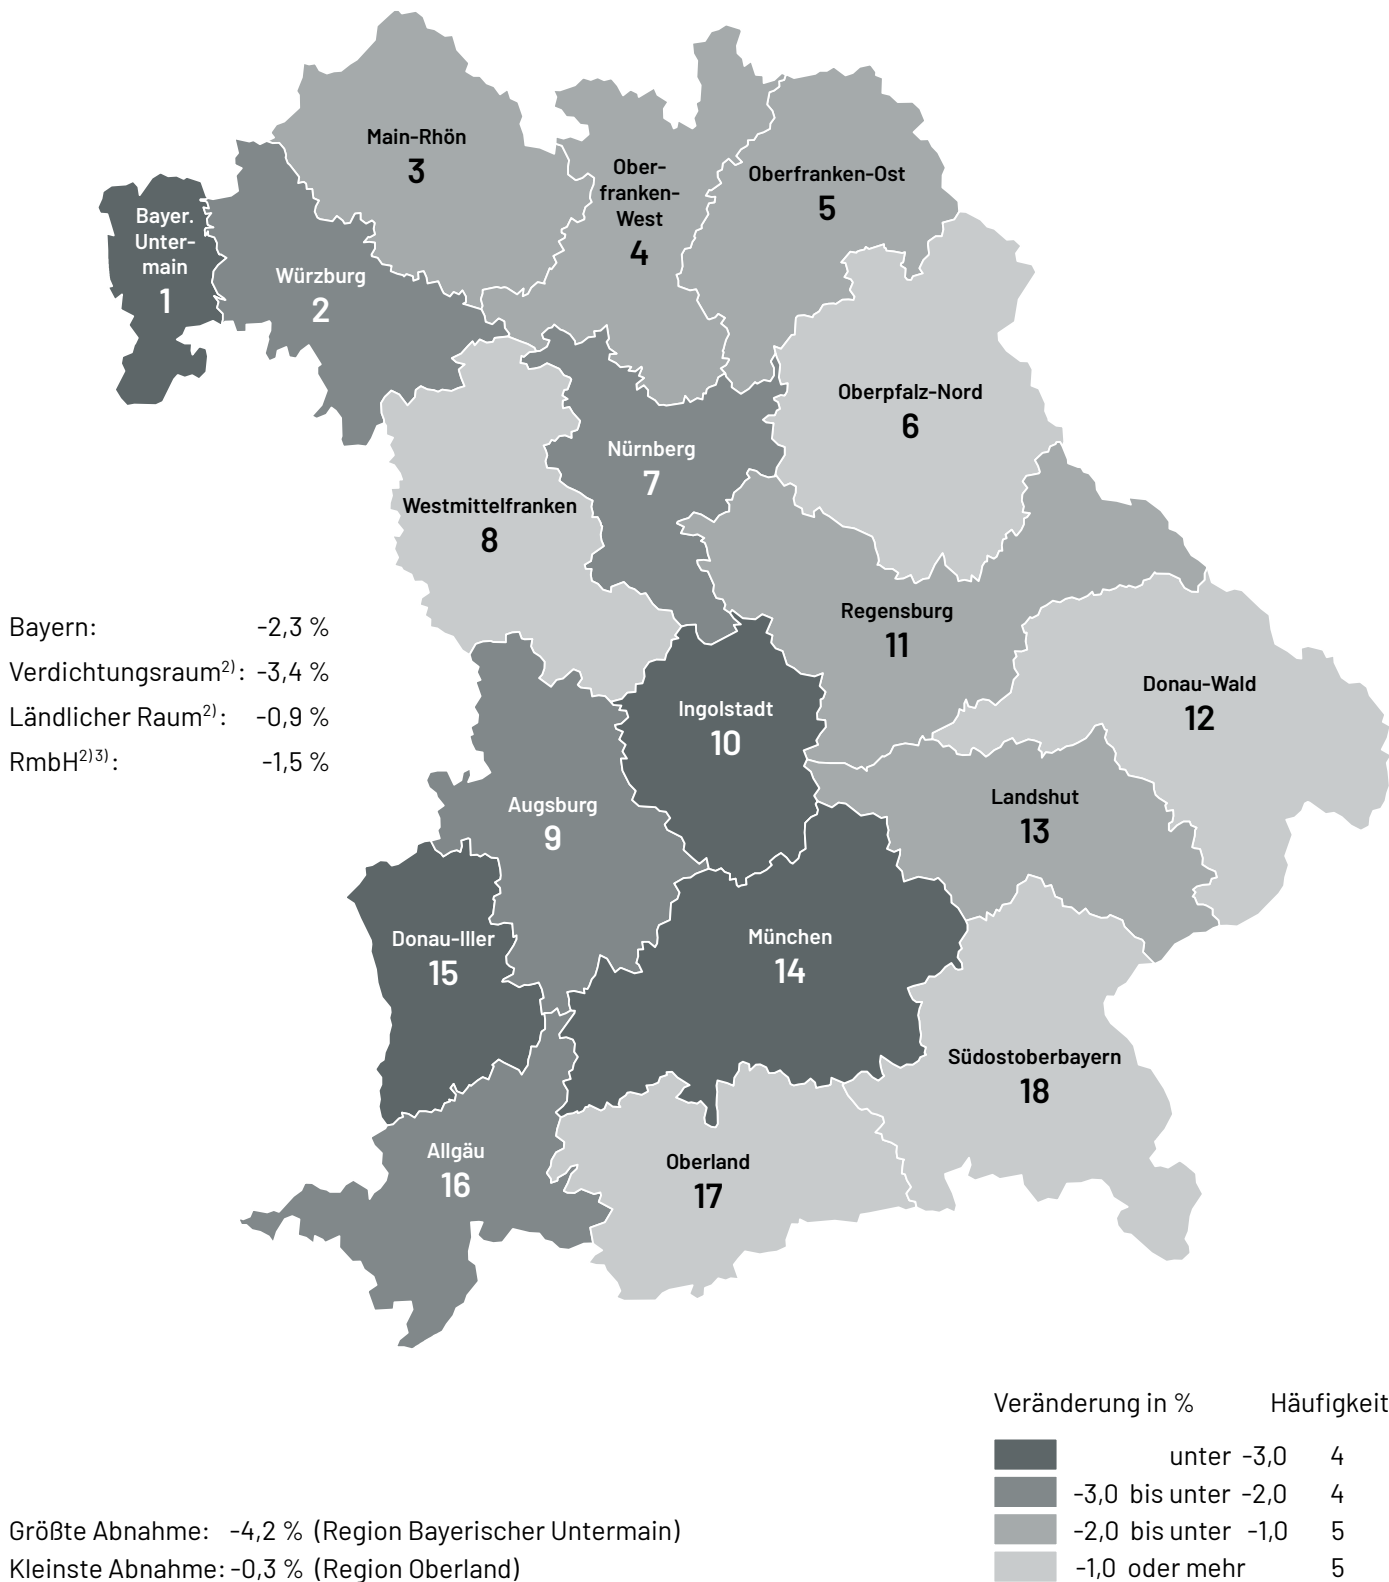 Main-Rhön
3
Ober-
franken-
West
4
Oberfranken-Ost
5
Bayer.
Unter-
main
1
Würzburg
2
Oberpfalz-Nord
6
Nürnberg
7
Westmittelfranken
8
Regensburg
11
Bayern: -2,3 %
Verdichtungsraum2): -3,4 %
Ländlicher Raum2): -0,9 %
RmbH2)3): -1,5 %
Donau-Wald
12
Ingolstadt
10
Augsburg
9
Landshut
13
Donau-Iller
15
München
14
Südostoberbayern
18
Allgäu
16
Oberland
17
Veränderung in % Häufigkeit
unter -3,0 4
-3,0 bis unter -2,0 4
-2,0 bis unter -1,0 5
-1,0 oder mehr 5
Größte Abnahme: -4,2 % (Region Bayerischer Untermain)
Kleinste Abnahme: -0,3 % (Region Oberland)